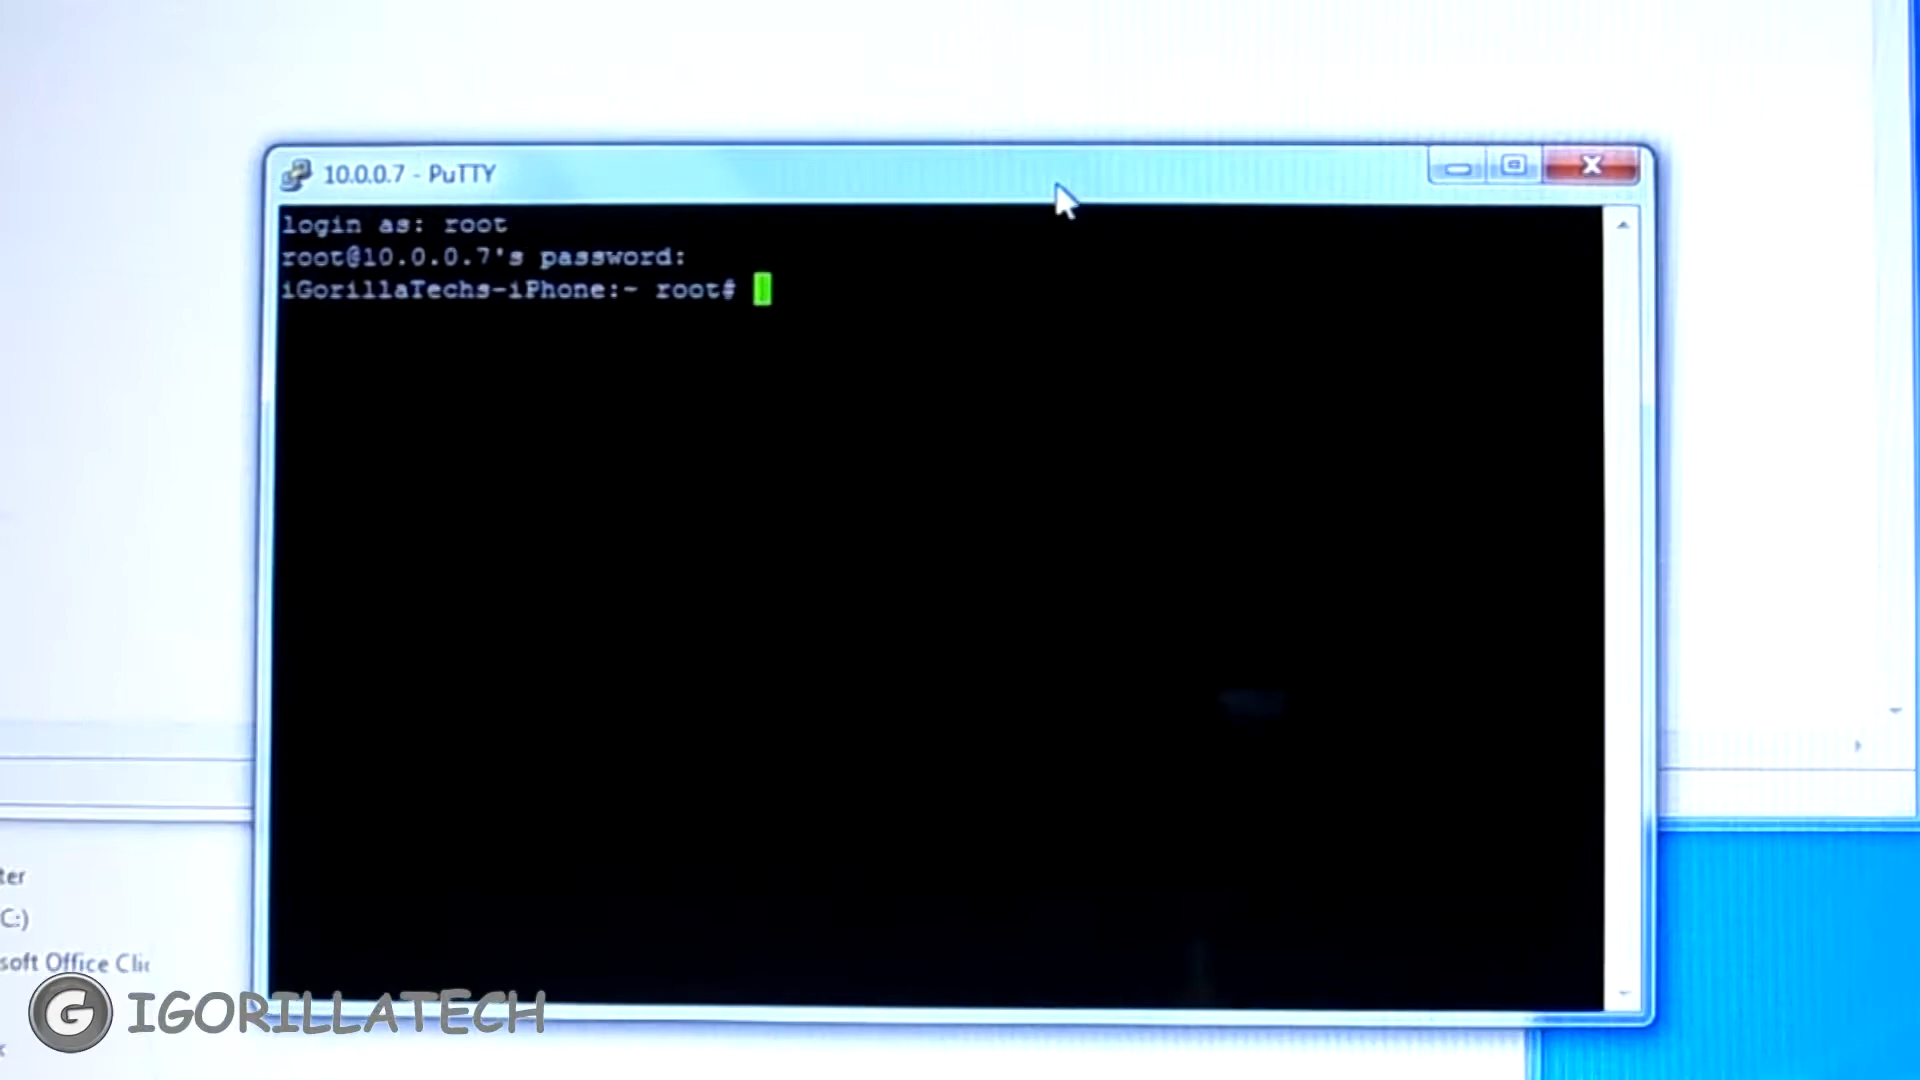 10.0.0.7 - PuTTY
login as: root
root@10.0.0.7's password:
iGorillaTechs-iPhone:~ root#
ter
C:)
soft Office Clic
G IGORILLATECH